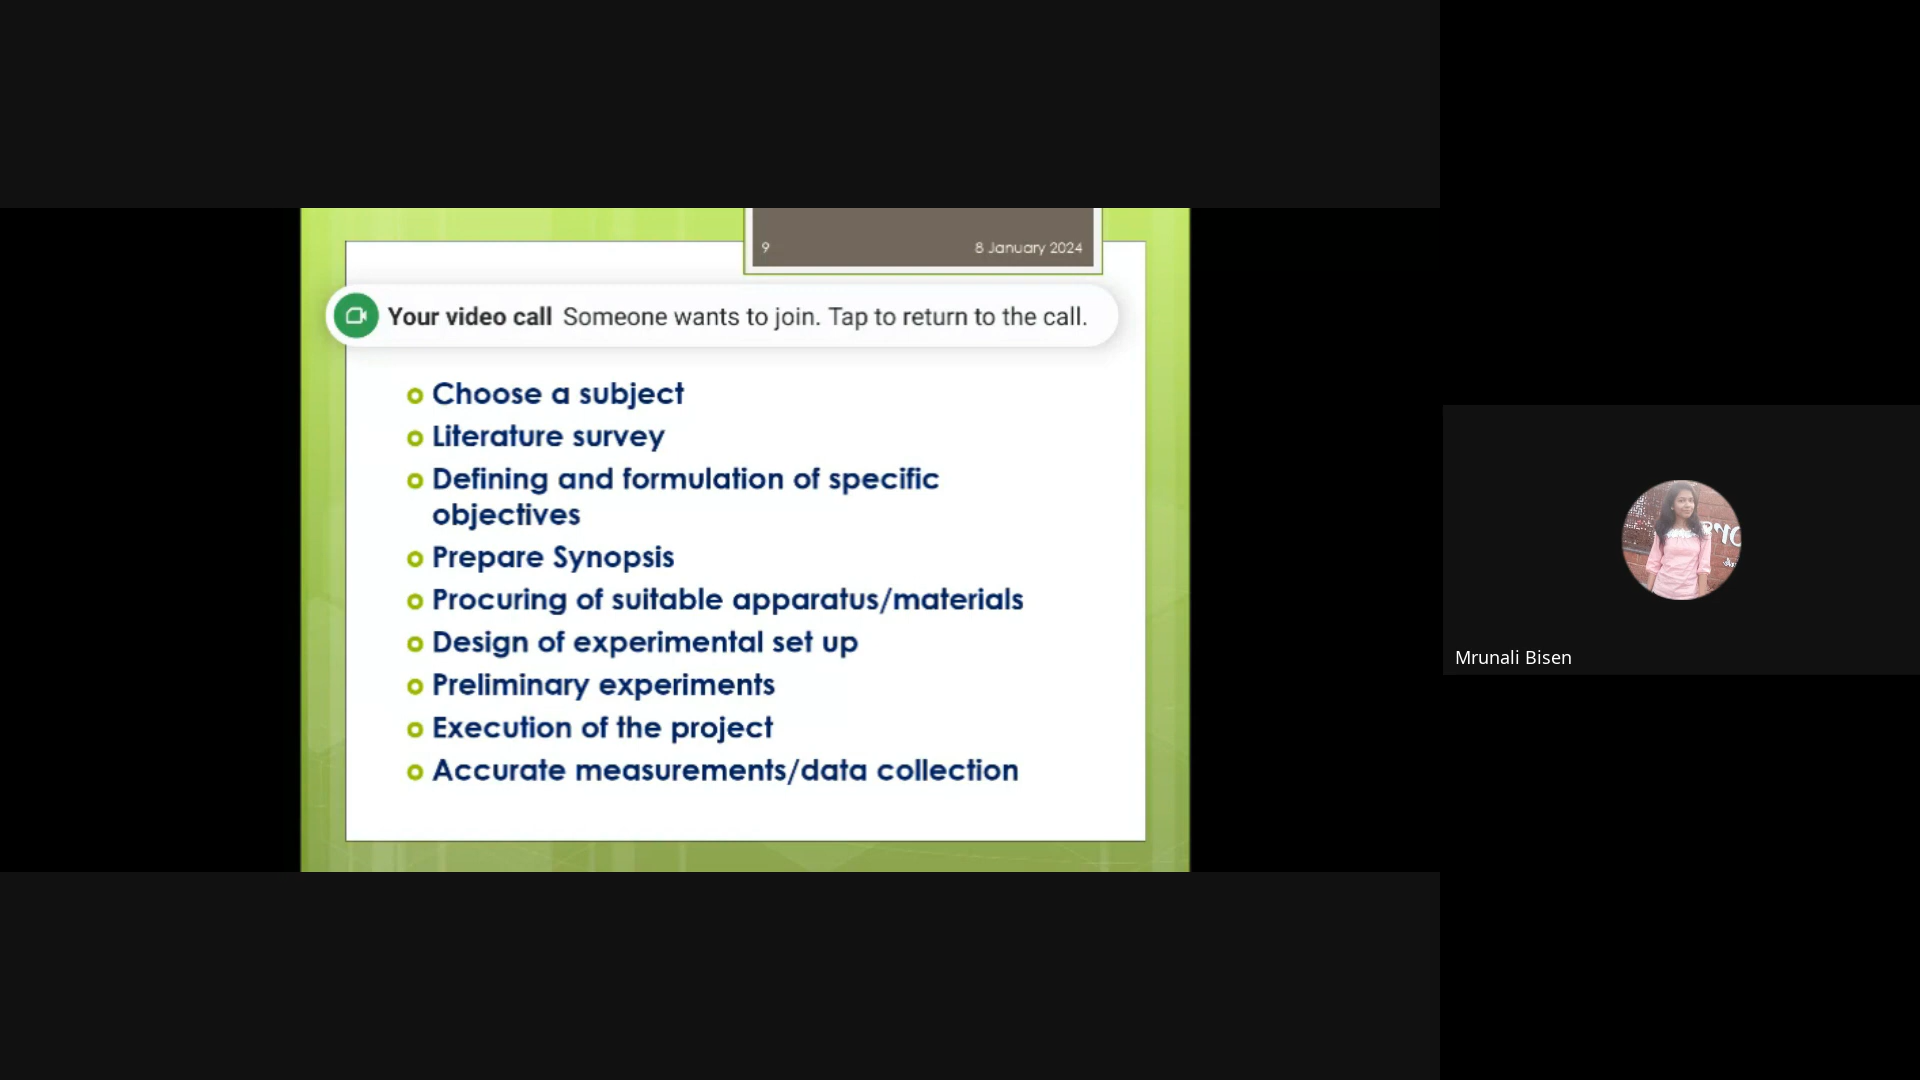 9 8 January 2024
Your video call Someone wants to join. Tap to return to the call.
Choose a subject
Literature survey
Defining and formulation of specific
objectives
Prepare Synopsis
Procuring of suitable apparatus/materials
Design of experimental set up
Preliminary experiments
Execution of the project
Accurate measurements/data collection
Mrunali Bisen